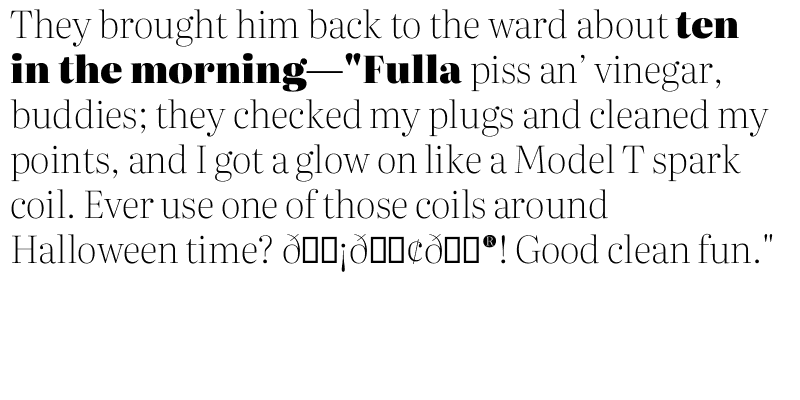 They brought him back to the ward about ten
in the morning—"Fulla piss an’ vinegar,
buddies; they checked my plugs and cleaned my
points, and I got a glow on like a Model T spark
coil. Ever use one of those coils around
Halloween time? ð▯▯¡ð▯▯¢ð▯▯®! Good clean fun."